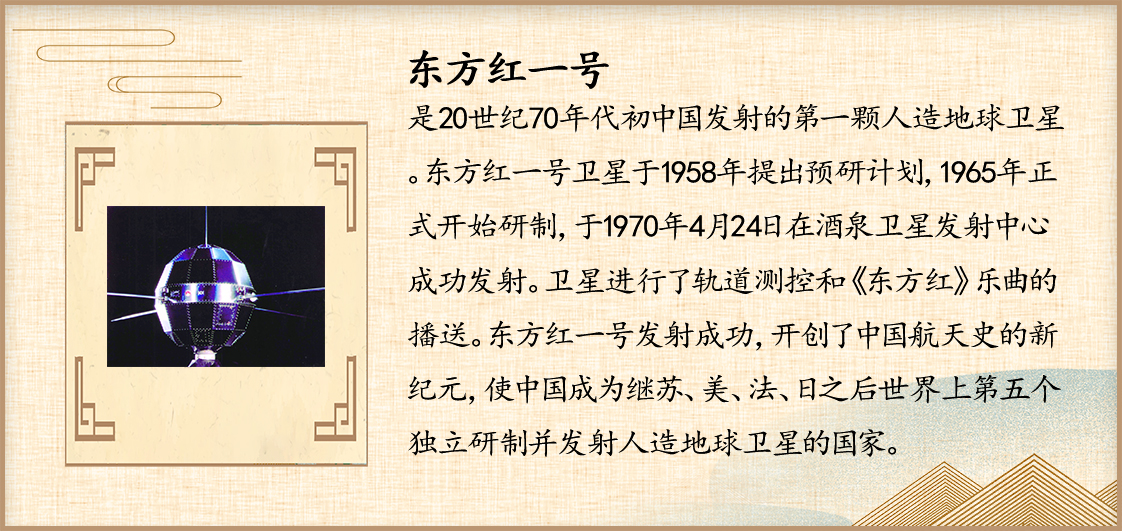 东方红一号
是20世纪70年代初中国发射的第一颗人造地球卫星
。东方红一号卫星于1958年提出预研计划，1965年正
式开始研制，于1970年4月24日在酒泉卫星发射中心
成功发射。卫星进行了轨道测控和《东方红》乐曲的
播送。东方红一号发射成功，开创了中国航天史的新
纪元，使中国成为继苏、美、法、日之后世界上第五个
独立研制并发射人造地球卫星的国家。